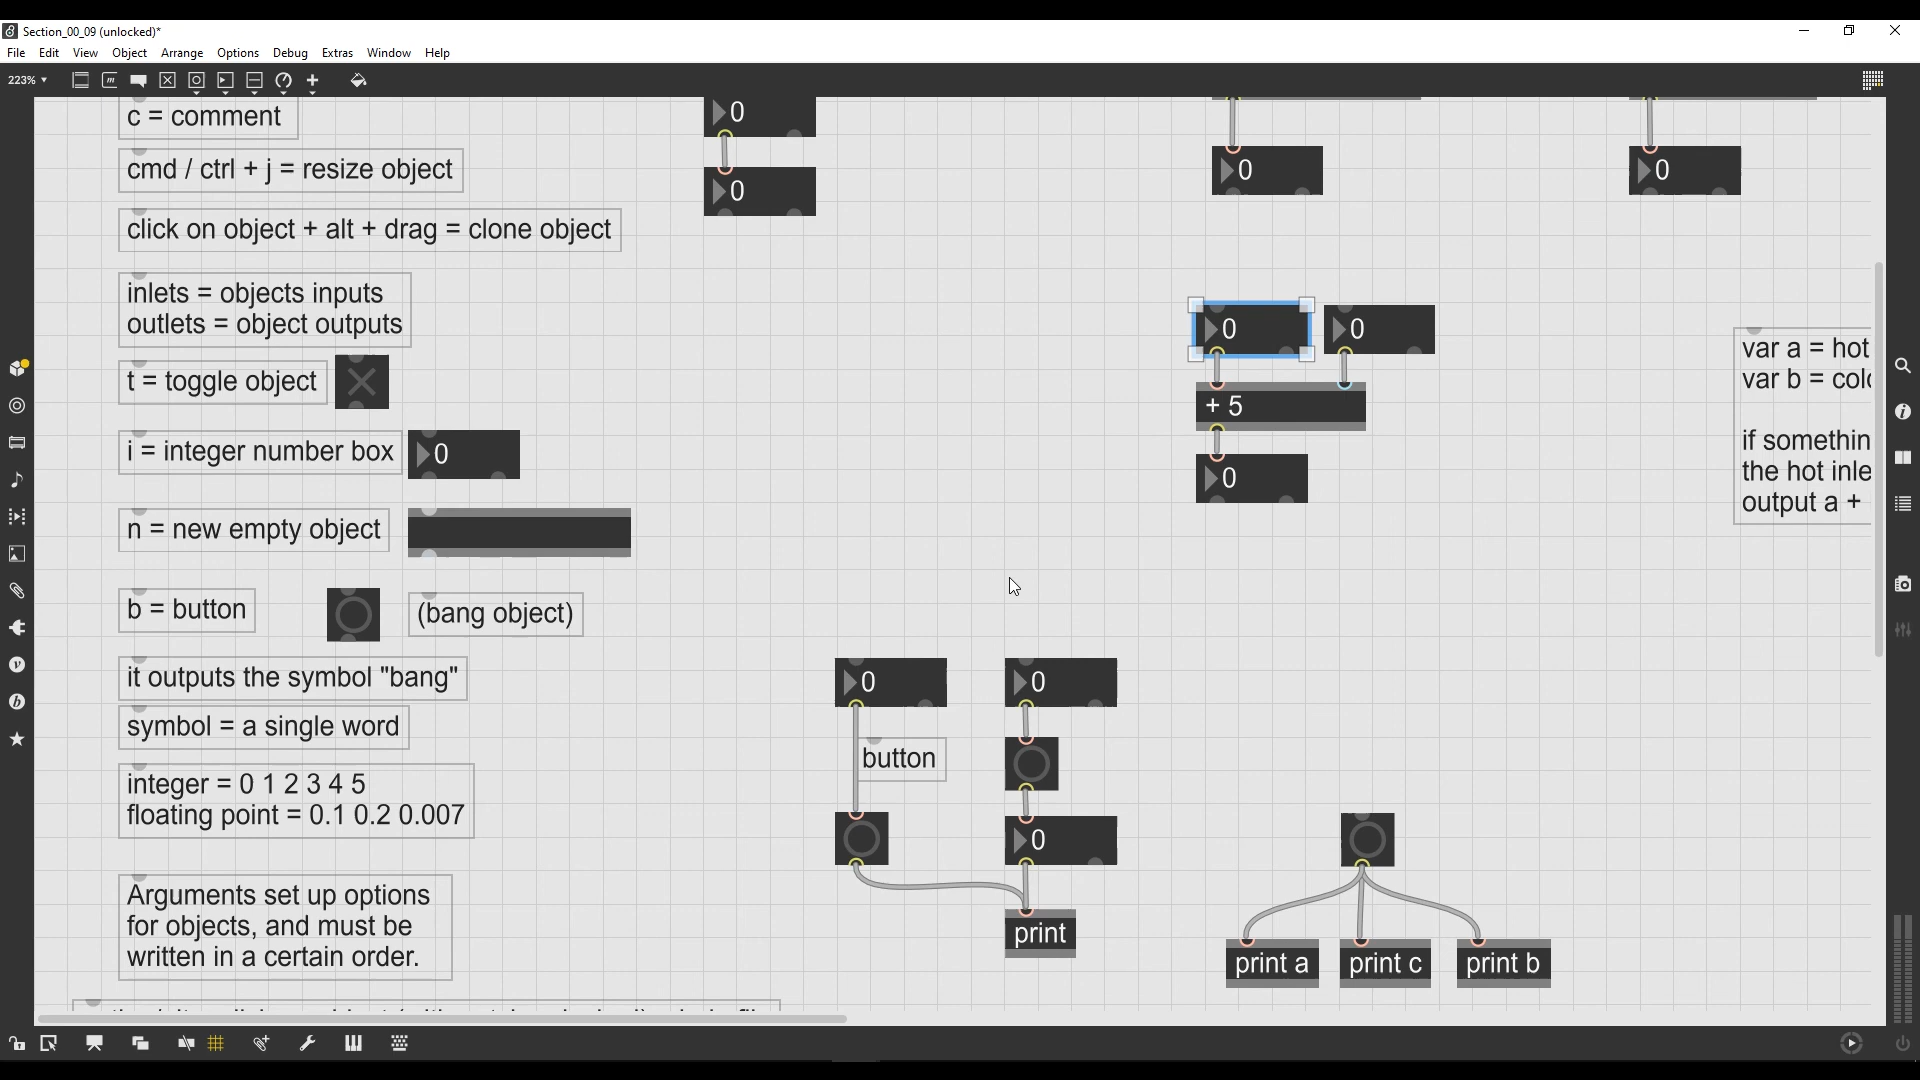 Section_00_09 (unlocked)*
File Edit View Object Arrange Options Debug Extras Window Help
223%
c = comment
cmd / ctrl + j = resize object
click on object + alt + drag = clone object
inlets = objects inputs
outlets = object outputs
t = toggle object
i = integer number box
0
n = new empty object
b = button
(bang object)
it outputs the symbol "bang"
symbol = a single word
integer = 0 1 2 3 4 5
floating point = 0.1 0.2 0.007
Arguments set up options
for objects, and must be
written in a certain order.
0
0
0
0
0
0
+ 5
0
var a = hot
var b =
if
the hot
output a +
0
0
button
0
print
print a
print c
print b